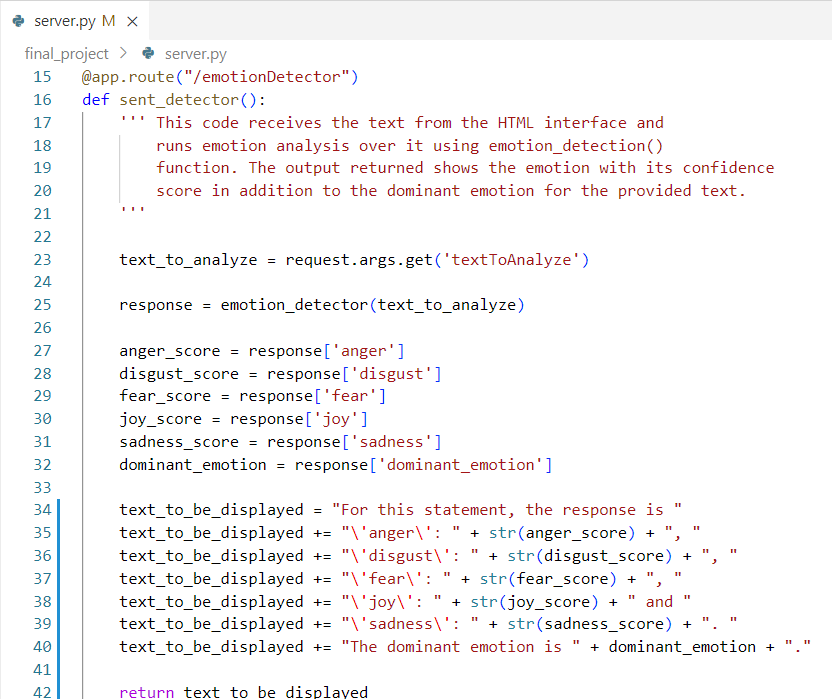 server.py M ×
final_project > server.py
15 @app.route("/emotionDetector")
16 def sent_detector():
17     ''' This code receives the text from the HTML interface and
18         runs emotion analysis over it using emotion_detection()
19         function. The output returned shows the emotion with its confidence
20         score in addition to the dominant emotion for the provided text.
21     '''
22
23     text_to_analyze = request.args.get('textToAnalyze')
24
25     response = emotion_detector(text_to_analyze)
26
27     anger_score = response['anger']
28     disgust_score = response['disgust']
29     fear_score = response['fear']
30     joy_score = response['joy']
31     sadness_score = response['sadness']
32     dominant_emotion = response['dominant_emotion']
33
34     text_to_be_displayed = "For this statement, the response is "
35     text_to_be_displayed += "\'anger\': " + str(anger_score) + ", "
36     text_to_be_displayed += "\'disgust\': " + str(disgust_score) + ", "
37     text_to_be_displayed += "\'fear\': " + str(fear_score) + ", "
38     text_to_be_displayed += "\'joy\': " + str(joy_score) + " and "
39     text_to_be_displayed += "\'sadness\': " + str(sadness_score) + ". "
40     text_to_be_displayed += "The dominant emotion is " + dominant_emotion + "."
41
42     return text_to_be_displayed